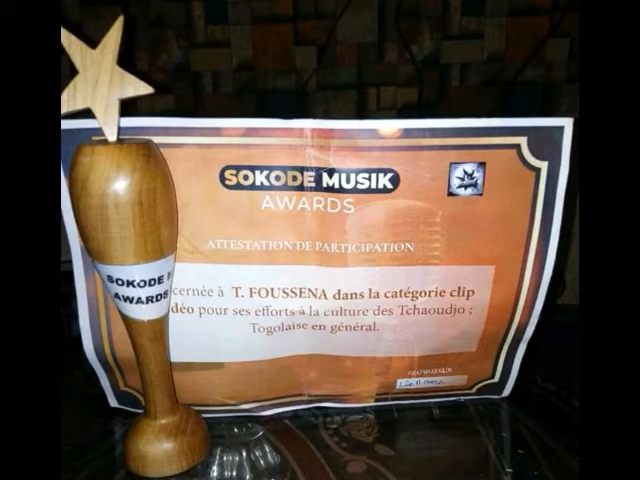 SOKODE MUSIK
AWARDS
ATTESTATION DE PARTICIPATION
cernée à T. FOUSSENA dans la catégorie clip
déo pour ses efforts à la culture des Tchaoudjo ;
Togolaise en général.
SOKODE M
AWARDS